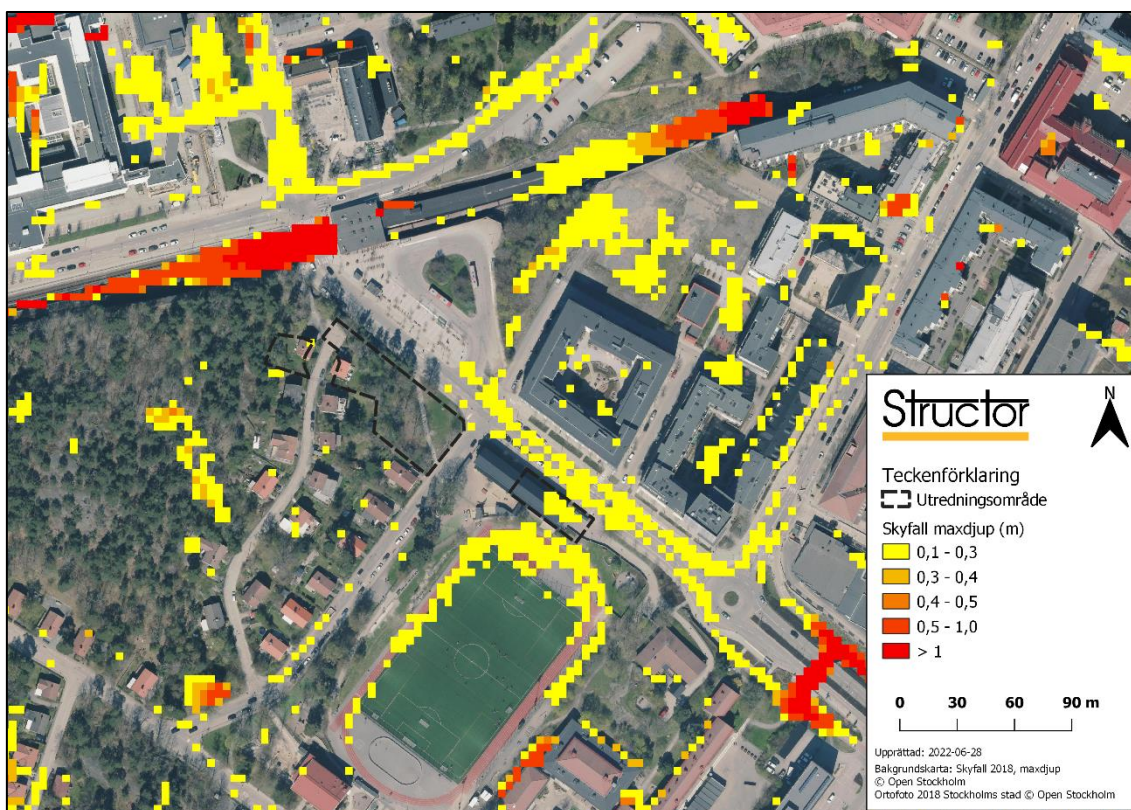 Structor
N
Teckenförklaring
Utredningsområde
Skyfall maxdjup (m)
0,1 - 0,3
0,3 - 0,4
0,4 - 0,5
0,5 - 1,0
> 1
0 30 60 90 m
Upprättad: 2022-06-28
Bakgrundskarta: Skyfall 2018, maxdjup
© Open Stockholm
Ortofoto 2018 Stockholms stad © Open Stockholm